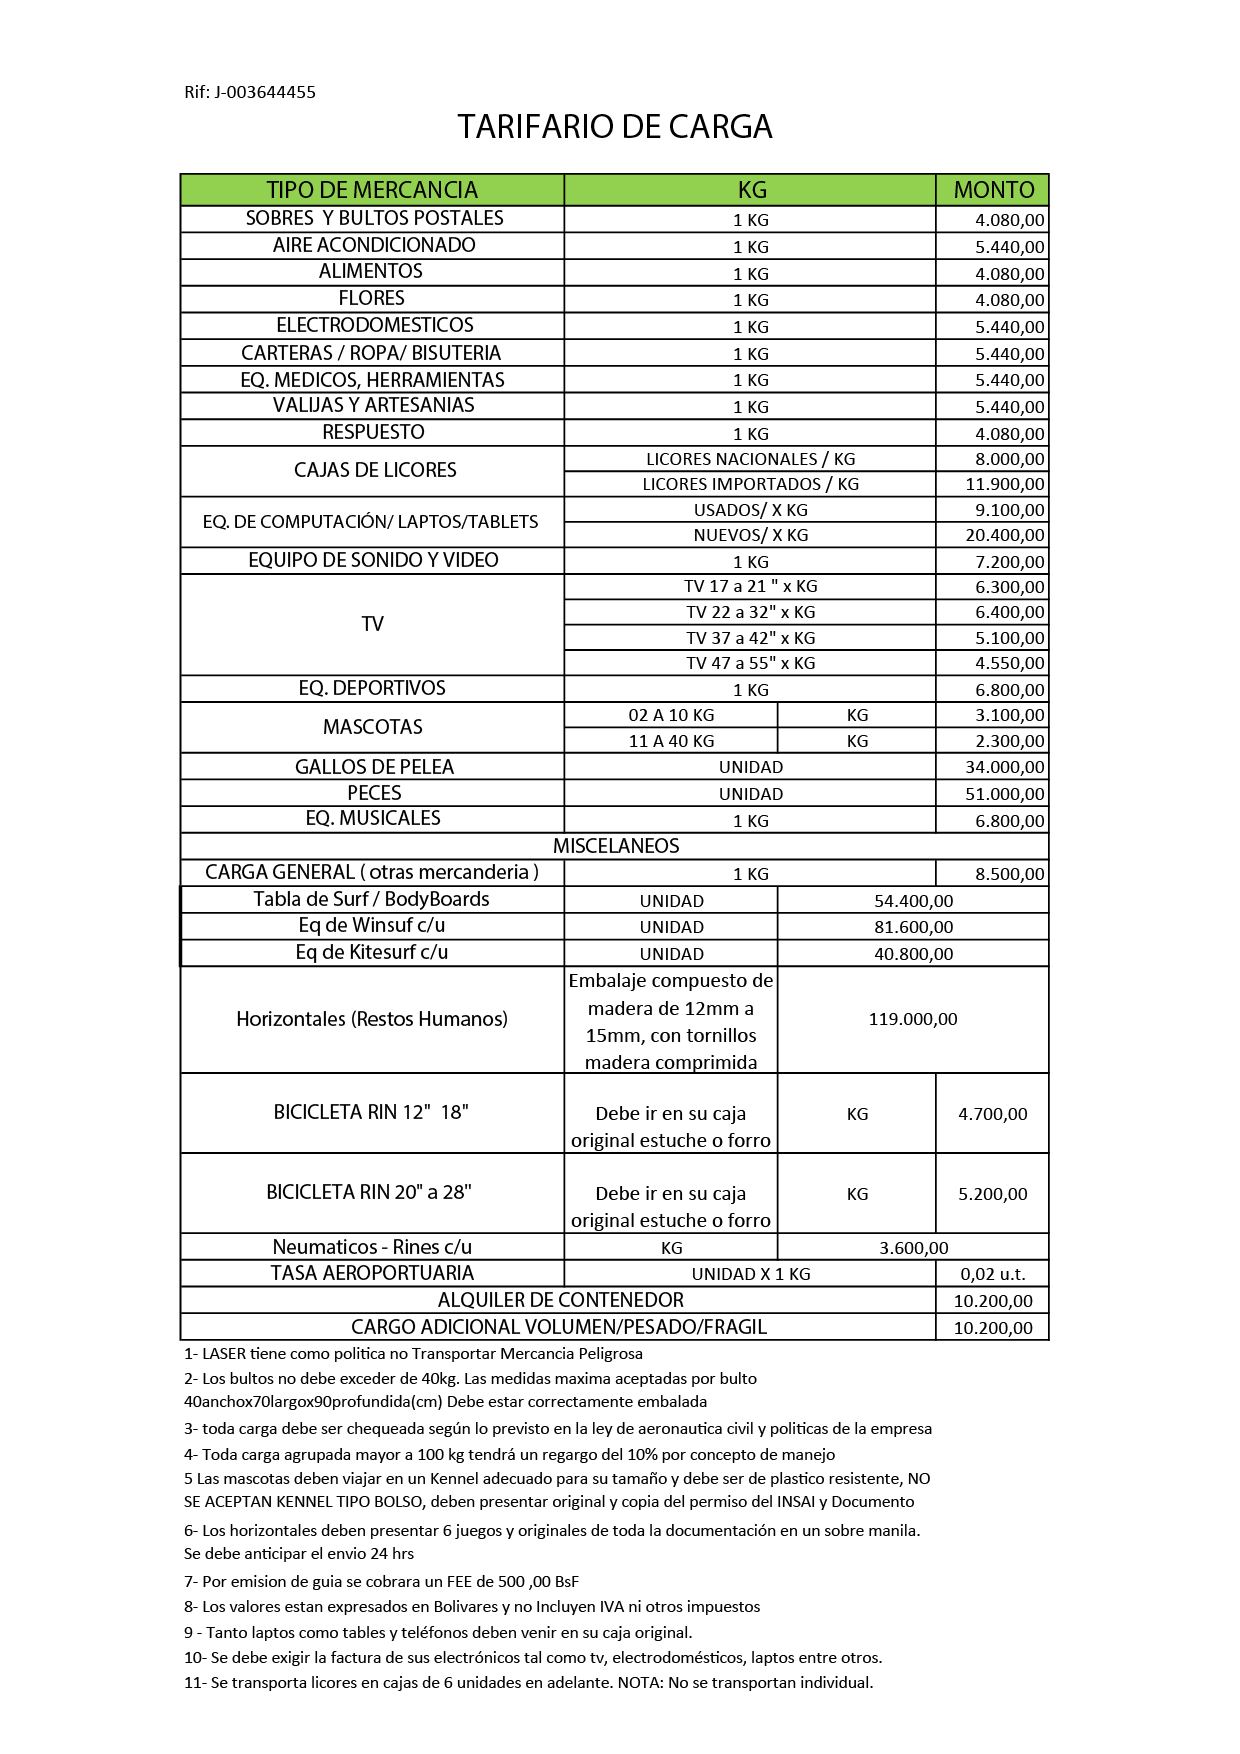 Rif: J-003644455
TARIFARIO DE CARGA
TIPO DE MERCANCIA KG MONTO
SOBRES Y BULTOS POSTALES 1 KG 4.080,00
AIRE ACONDICIONADO 1 KG 5.440,00
ALIMENTOS 1 KG 4.080,00
FLORES 1 KG 4.080,00
ELECTRODOMESTICOS 1 KG 5.440,00
CARTERAS / ROPA/ BISUTERIA 1 KG 5.440,00
EQ. MEDICOS, HERRAMIENTAS 1 KG 5.440,00
VALIJAS Y ARTESANIAS 1 KG 5.440,00
RESPUESTO 1 KG 4.080,00
CAJAS DE LICORES
LICORES NACIONALES / KG 8.000,00
LICORES IMPORTADOS / KG 11.900,00
EQ. DE COMPUTACIÓN/ LAPTOS/TABLETS
USADOS/ X KG 9.100,00
NUEVOS/ X KG 20.400,00
EQUIPO DE SONIDO Y VIDEO 1 KG 7.200,00
TV
TV 17 a 21 " x KG 6.300,00
TV 22 a 32" x KG 6.400,00
TV 37 a 42" x KG 5.100,00
TV 47 a 55" x KG 4.550,00
EQ. DEPORTIVOS 1 KG 6.800,00
MASCOTAS
02 A 10 KG KG 3.100,00
11 A 40 KG KG 2.300,00
GALLOS DE PELEA UNIDAD 34.000,00
PECES UNIDAD 51.000,00
EQ. MUSICALES 1 KG 6.800,00
MISCELANEOS
CARGA GENERAL ( otras mercanderia ) 1 KG 8.500,00
Tabla de Surf / BodyBoards UNIDAD 54.400,00
Eq de Winsuf c/u UNIDAD 81.600,00
Eq de Kitesurf c/u UNIDAD 40.800,00
Horizontales (Restos Humanos)
Embalaje compuesto de
madera de 12mm a
15mm, con tornillos
madera comprimida
119.000,00
BICICLETA RIN 12" 18"
Debe ir en su caja
original estuche o forro
KG 4.700,00
BICICLETA RIN 20" a 28"
Debe ir en su caja
original estuche o forro
KG 5.200,00
Neumaticos - Rines c/u KG 3.600,00
TASA AEROPORTUARIA UNIDAD X 1 KG 0,02 u.t.
ALQUILER DE CONTENEDOR 10.200,00
CARGO ADICIONAL VOLUMEN/PESADO/FRAGIL 10.200,00
1- LASER tiene como politica no Transportar Mercancia Peligrosa
2- Los bultos no debe exceder de 40kg. Las medidas maxima aceptadas por bulto
40anchox70largox90profundida(cm) Debe estar correctamente embalada
3- toda carga debe ser chequeada según lo previsto en la ley de aeronautica civil y politicas de la empresa
4- Toda carga agrupada mayor a 100 kg tendrá un regargo del 10% por concepto de manejo
5 Las mascotas deben viajar en un Kennel adecuado para su tamaño y debe ser de plastico resistente, NO
SE ACEPTAN KENNEL TIPO BOLSO, deben presentar original y copia del permiso del INSAI y Documento
6- Los horizontales deben presentar 6 juegos y originales de toda la documentación en un sobre manila.
Se debe anticipar el envio 24 hrs
7- Por emision de guia se cobrara un FEE de 500 ,00 BsF
8- Los valores estan expresados en Bolivares y no Incluyen IVA ni otros impuestos
9 - Tanto laptos como tables y teléfonos deben venir en su caja original.
10- Se debe exigir la factura de sus electrónicos tal como tv, electrodomésticos, laptos entre otros.
11- Se transporta licores en cajas de 6 unidades en adelante. NOTA: No se transportan individual.